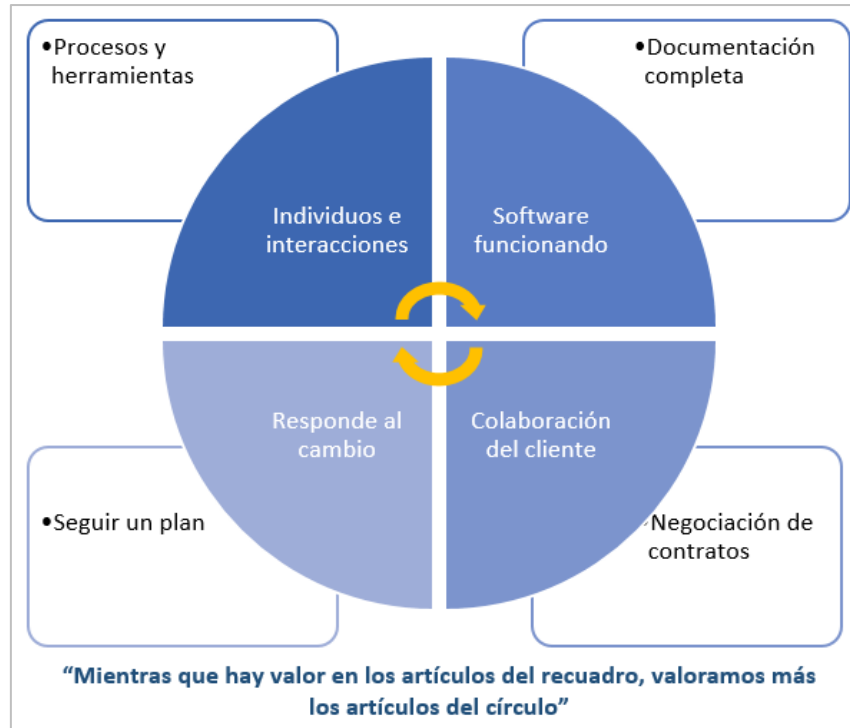 •Procesos y
herramientas
•Documentación
completa
Individuos e
interacciones
Software
funcionando
Responde al
cambio
Colaboración
del cliente
•Seguir un plan
•Negociación de
contratos
“Mientras que hay valor en los artículos del recuadro, valoramos más
los artículos del círculo”